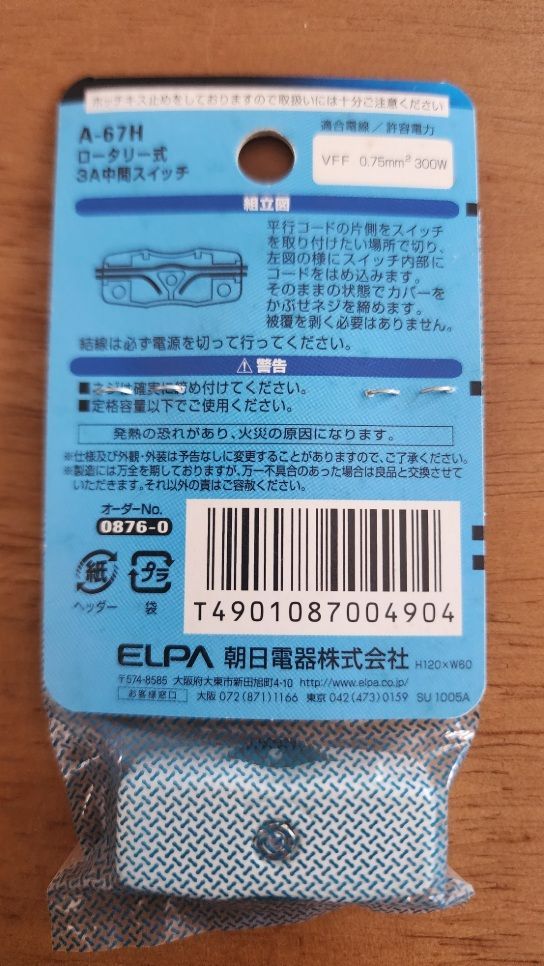 ホッチキス止めをしておりますので取扱いには十分ご注意ください
A-67H
ロータリー式
3A中間スイッチ
適合電線／許容電力
VFF 0.75mm² 300W
組立図
平行コードの片側をスイッチ
を取り付けたい場所で切り、
左図の様にスイッチ内部に
コードをはめ込みます。
そのままの状態でカバーを
かぶせネジを締めます。
被覆を剥く必要はありません。
結線は必ず電源を切って行ってください。
⚠警告
■ネジは確実に締め付けてください。
■定格容量以下でご使用ください。
発熱の恐れがあり、火災の原因になります。
※仕様及び外観・外装は予告なしに変更することがありますので、ご了承ください。
※製造には万全を期しておりますが、万一不具合のあった場合は良品と交換させて
いただきます。それ以外の責はご容赦ください。
オーダーNo.
0876-0
紙
ヘッダー
プラ
袋
T4901087004904
ELPA 朝日電器株式会社 H120×W60
〒574-8585 大阪府大東市新田旭町4-10 http://www.elpa.co.jp/
お客様窓口 大阪 072(871)1166 東京 042(473)0159 SU1005A